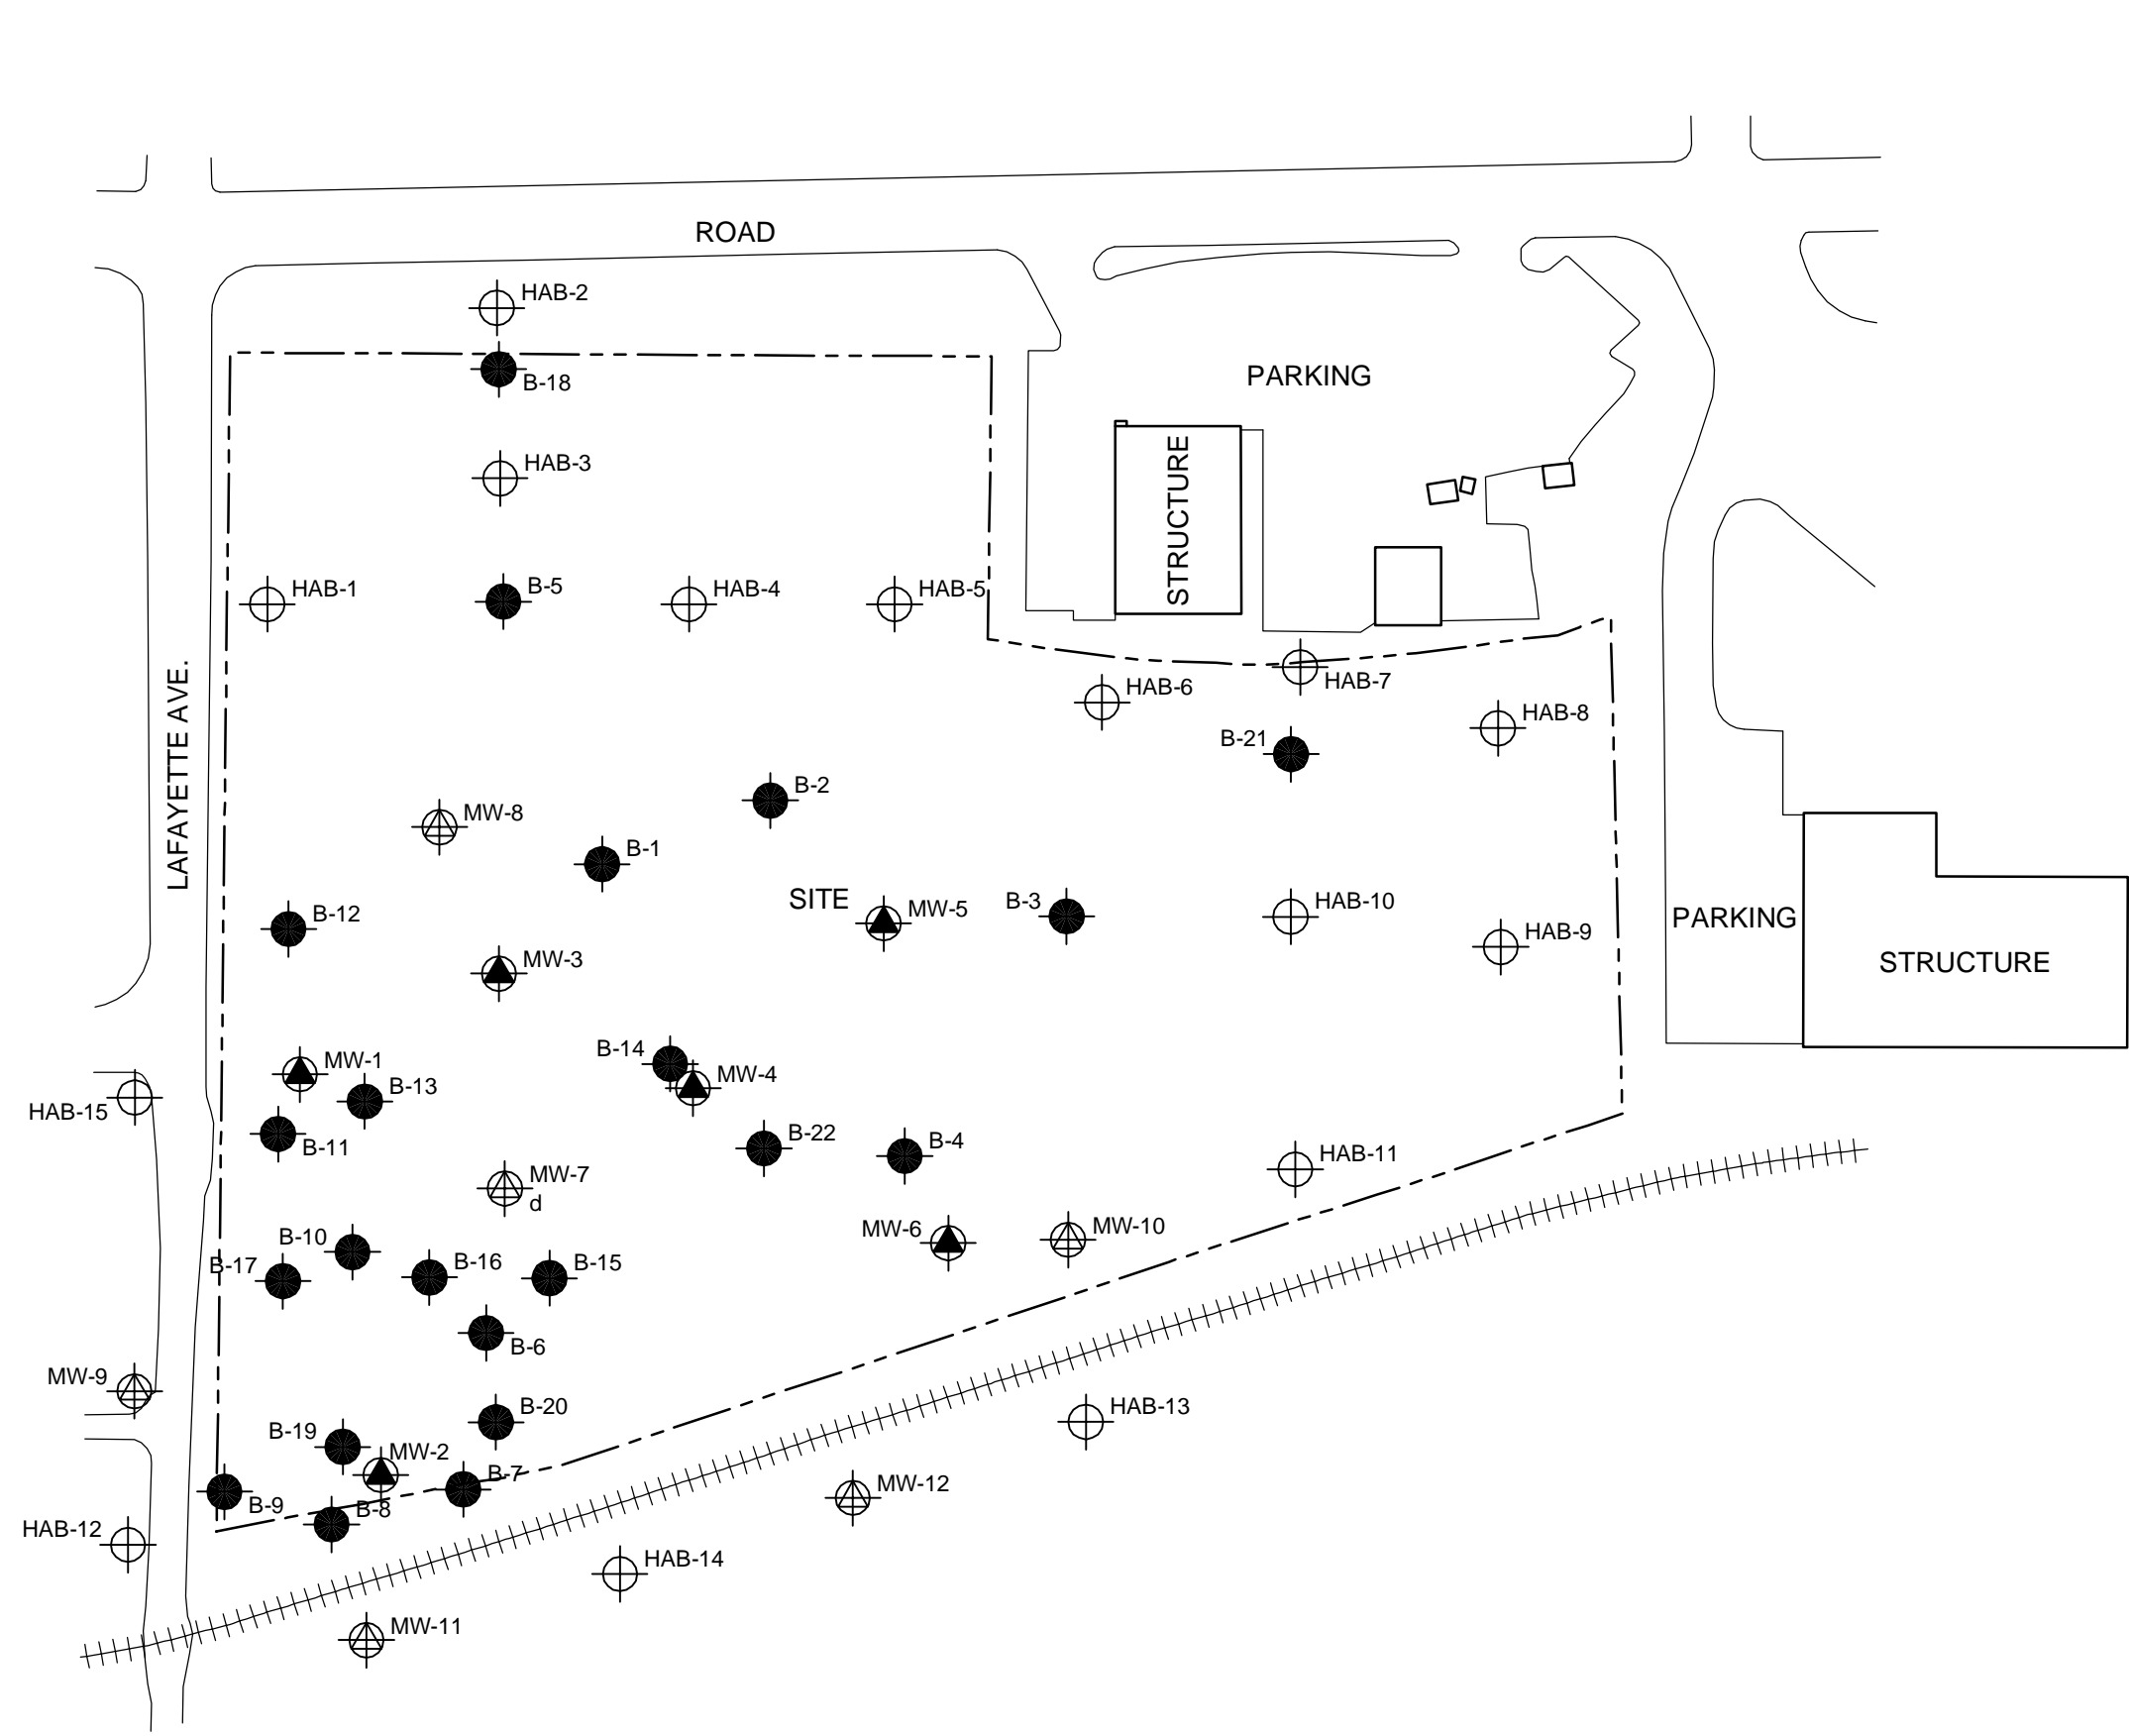 ROAD
HAB-2
B-18
PARKING
STRUCTURE
HAB-3
HAB-1
B-5
HAB-4
HAB-5
LAFAYETTE AVE.
HAB-6
HAB-7
HAB-8
B-21
B-2
MW-8
B-1
SITE
MW-5
B-3
HAB-10
HAB-9
PARKING
STRUCTURE
B-12
MW-3
MW-1
B-13
B-14
MW-4
HAB-15
B-11
B-22
B-4
HAB-11
MW-7
d
MW-6
MW-10
B-10
B-17
B-16
B-15
B-6
MW-9
B-20
HAB-13
B-19
MW-2
B-7
MW-12
B-9
B-8
HAB-12
HAB-14
MW-11